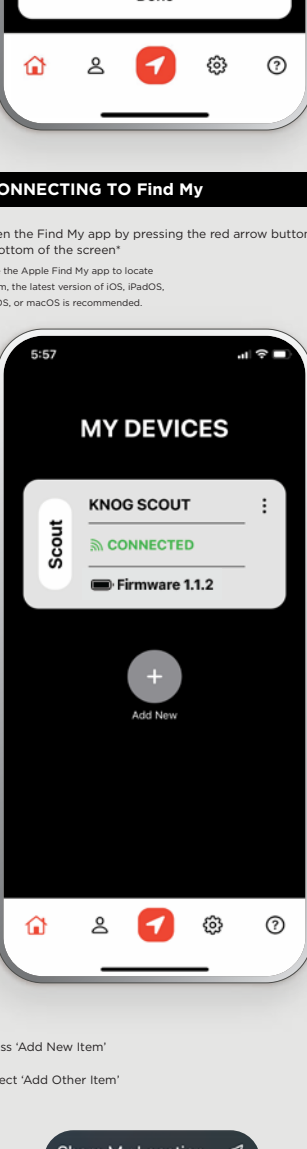 ONNECTING TO Find My
en the Find My app by pressing the red arrow button
ottom of the screen*
the Apple Find My app to locate
m, the latest version of iOS, iPadOS,
OS, or macOS is recommended.
5:57
MY DEVICES
Scout
KNOG SCOUT
CONNECTED
Firmware 1.1.2
+
Add New
?
ss ‘Add New Item’
ect ‘Add Other Item’